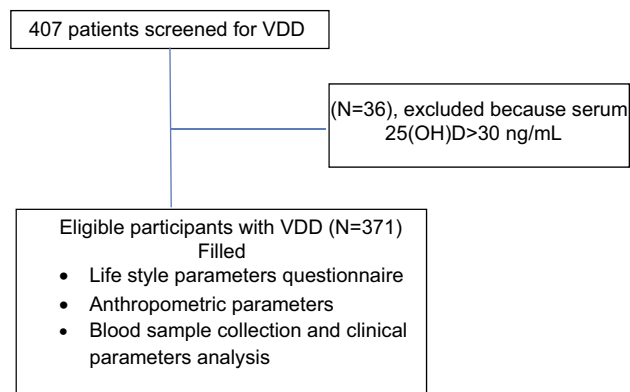 407 patients screened for VDD
(N=36), excluded because serum
25(OH)D>30 ng/mL
Eligible participants with VDD (N=371)
Filled
• Life style parameters questionnaire
• Anthropometric parameters
• Blood sample collection and clinical
parameters analysis